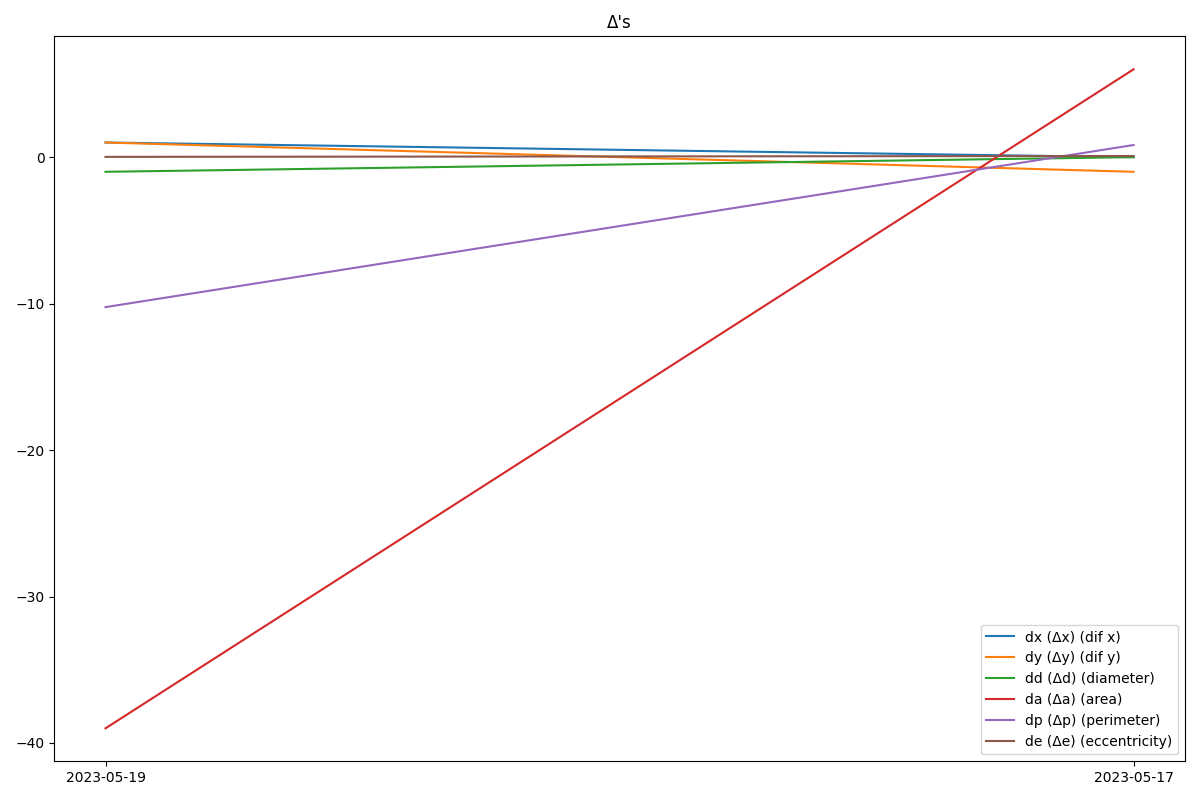 Δ's
0
−10
−20
−30
−40
2023-05-19
2023-05-17
dx (Δx) (dif x)
dy (Δy) (dif y)
dd (Δd) (diameter)
da (Δa) (area)
dp (Δp) (perimeter)
de (Δe) (eccentricity)